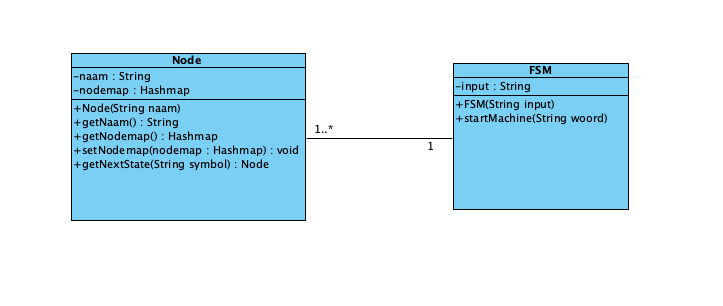 Node
-naam : String
-nodemap : Hashmap
+Node(String naam)
+getNaam() : String
+getNodemap() : Hashmap
+setNodemap(nodemap : Hashmap) : void
+getNextState(String symbol) : Node
1..*
1
FSM
-input : String
+FSM(String input)
+startMachine(String woord)